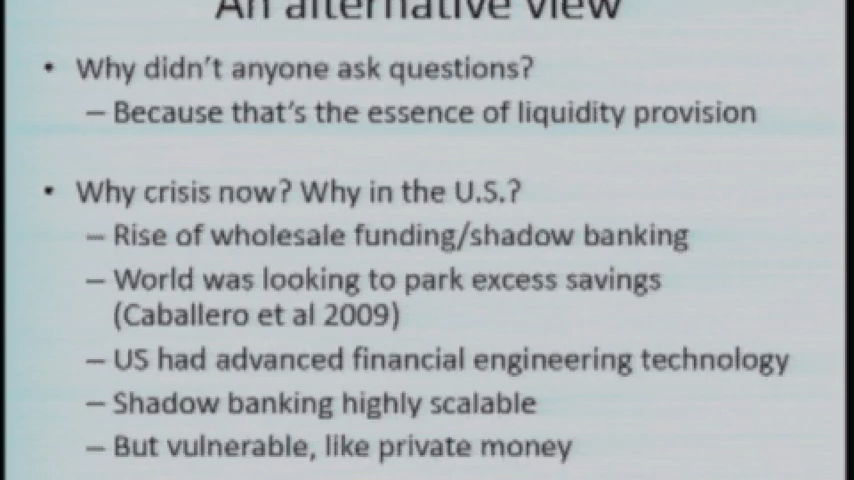 An alternative view
• Why didn't anyone ask questions?
– Because that's the essence of liquidity provision
• Why crisis now? Why in the U.S.?
– Rise of wholesale funding/shadow banking
– World was looking to park excess savings
(Caballero et al 2009)
– US had advanced financial engineering technology
– Shadow banking highly scalable
– But vulnerable, like private money